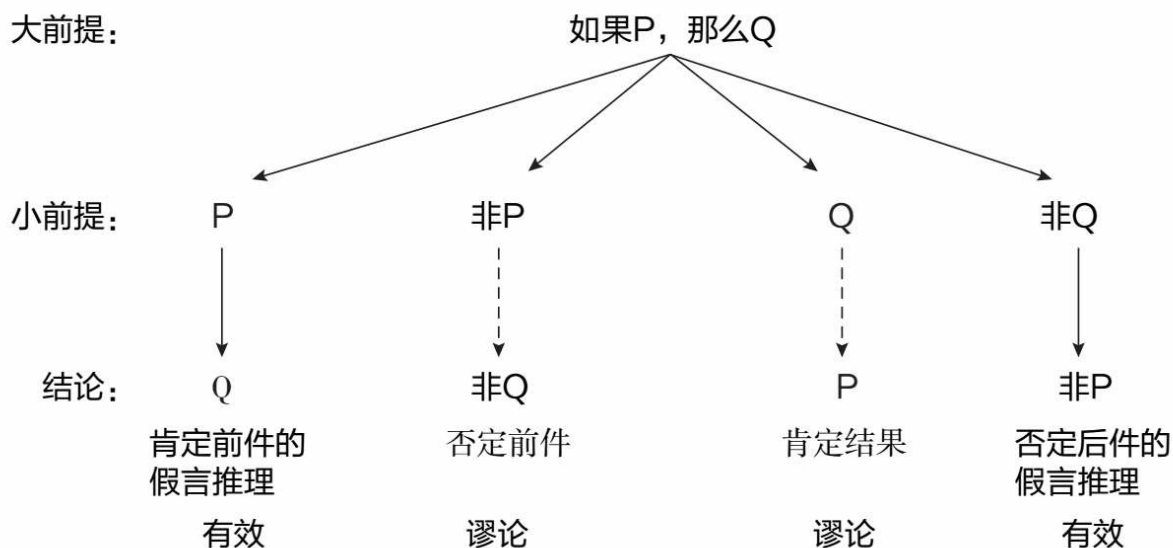 大前提： 如果P，那么Q
小前提： P 非P Q 非Q
结论： Q 非Q P 非P
肯定前件的 否定前件 肯定结果 否定后件的
假言推理 假言推理
有效 谬论 谬论 有效